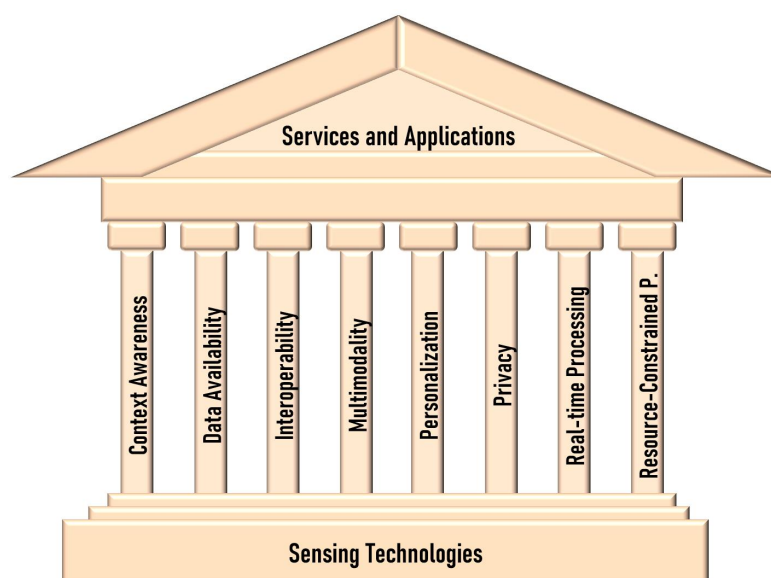 Services and Applications
Context Awareness
Data Availability
Interoperability
Multimodality
Personalization
Privacy
Real-time Processing
Resource-Constrained P.
Sensing Technologies